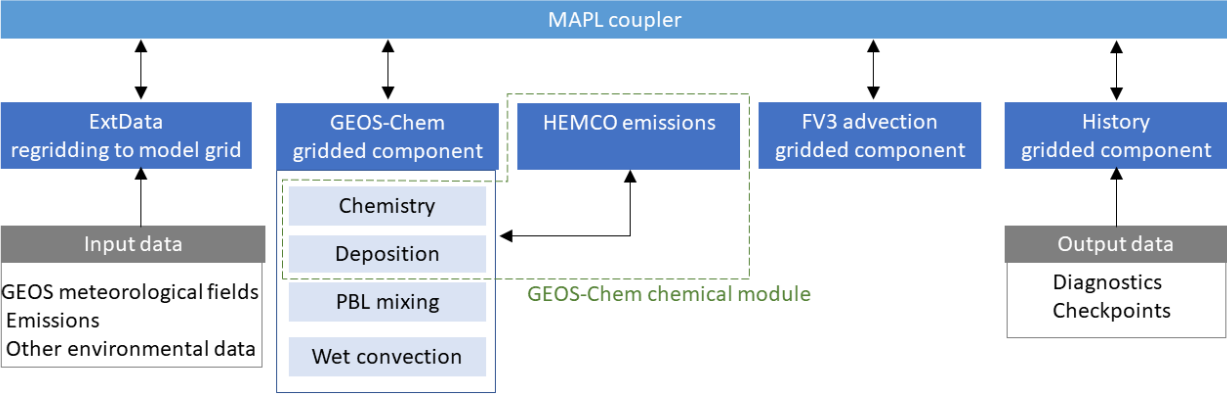 MAPL coupler
ExtData
regridding to model grid
GEOS-Chem
gridded component
HEMCO emissions
FV3 advection
gridded component
History
gridded component
Chemistry
Deposition
PBL mixing
Wet convection
GEOS-Chem chemical module
Input data
GEOS meteorological fields
Emissions
Other environmental data
Output data
Diagnostics
Checkpoints